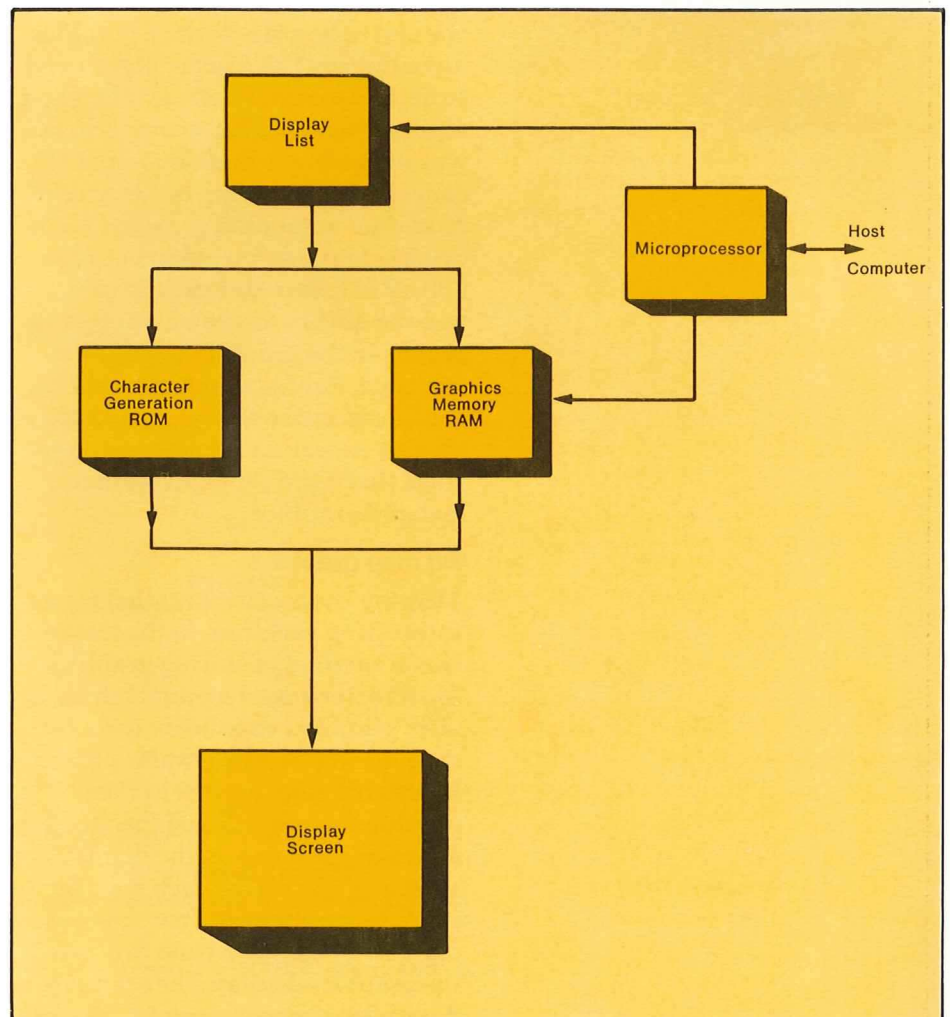 Display
List
Microprocessor
Host
Computer
Character
Generation
ROM
Graphics
Memory
RAM
Display
Screen